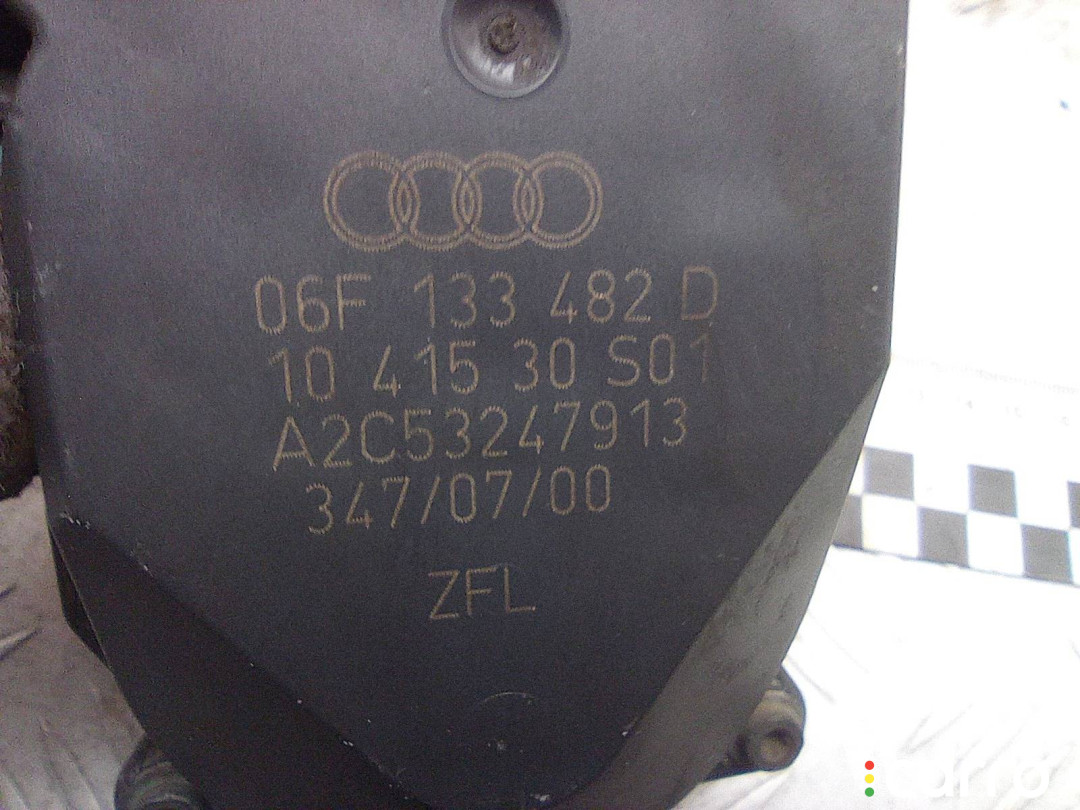 06F 133 482 D
10 415 30 S01
A2C53247913
347/07/00
ZFL